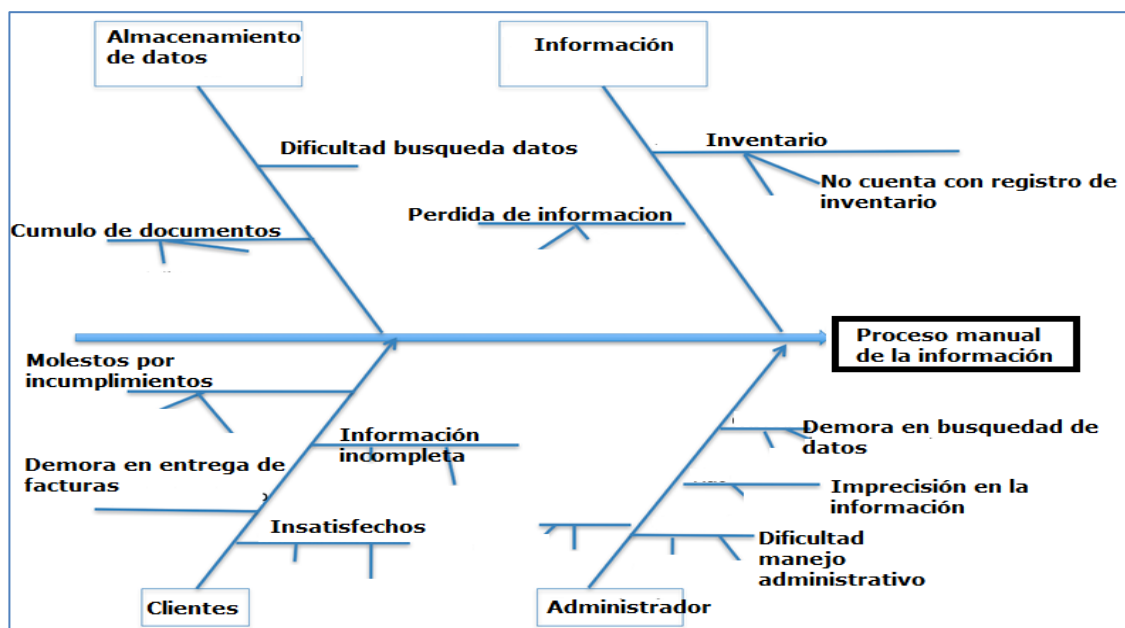 Almacenamiento
de datos
Información
Dificultad busqueda datos
Inventario
No cuenta con registro de
inventario
Perdida de informacion
Cumulo de documentos
Proceso manual
de la información
Molestos por
incumplimientos
Información
incompleta
Demora en busquedad de
datos
Demora en entrega de
facturas
Imprecisión en la
información
Insatisfechos
Dificultad
manejo
administrativo
Clientes
Administrador